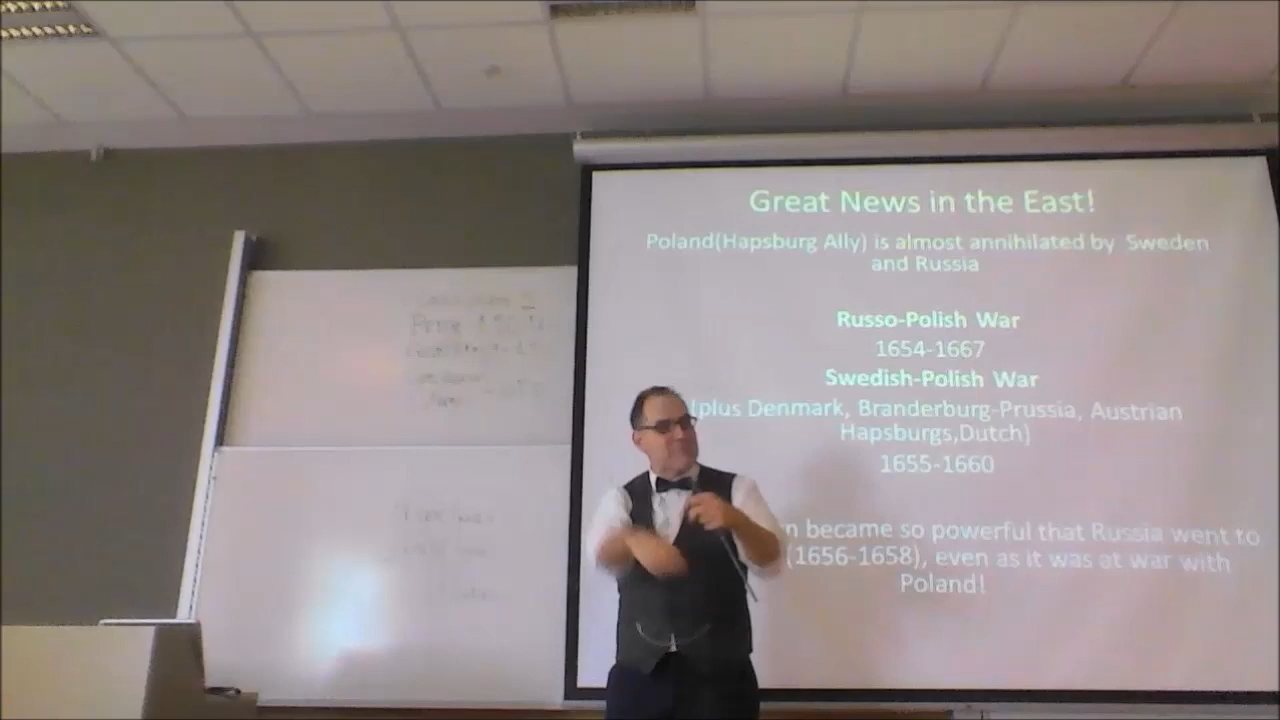 Great News in the East!
Poland(Hapsburg Ally) is almost annihilated by Sweden
and Russia
Russo-Polish War
1654-1667
Swedish-Polish War
(plus Denmark, Branderburg-Prussia, Austrian
Hapsburgs,Dutch)
1655-1660
became so powerful that Russia went to
(1656-1658), even as it was at war with
Poland!